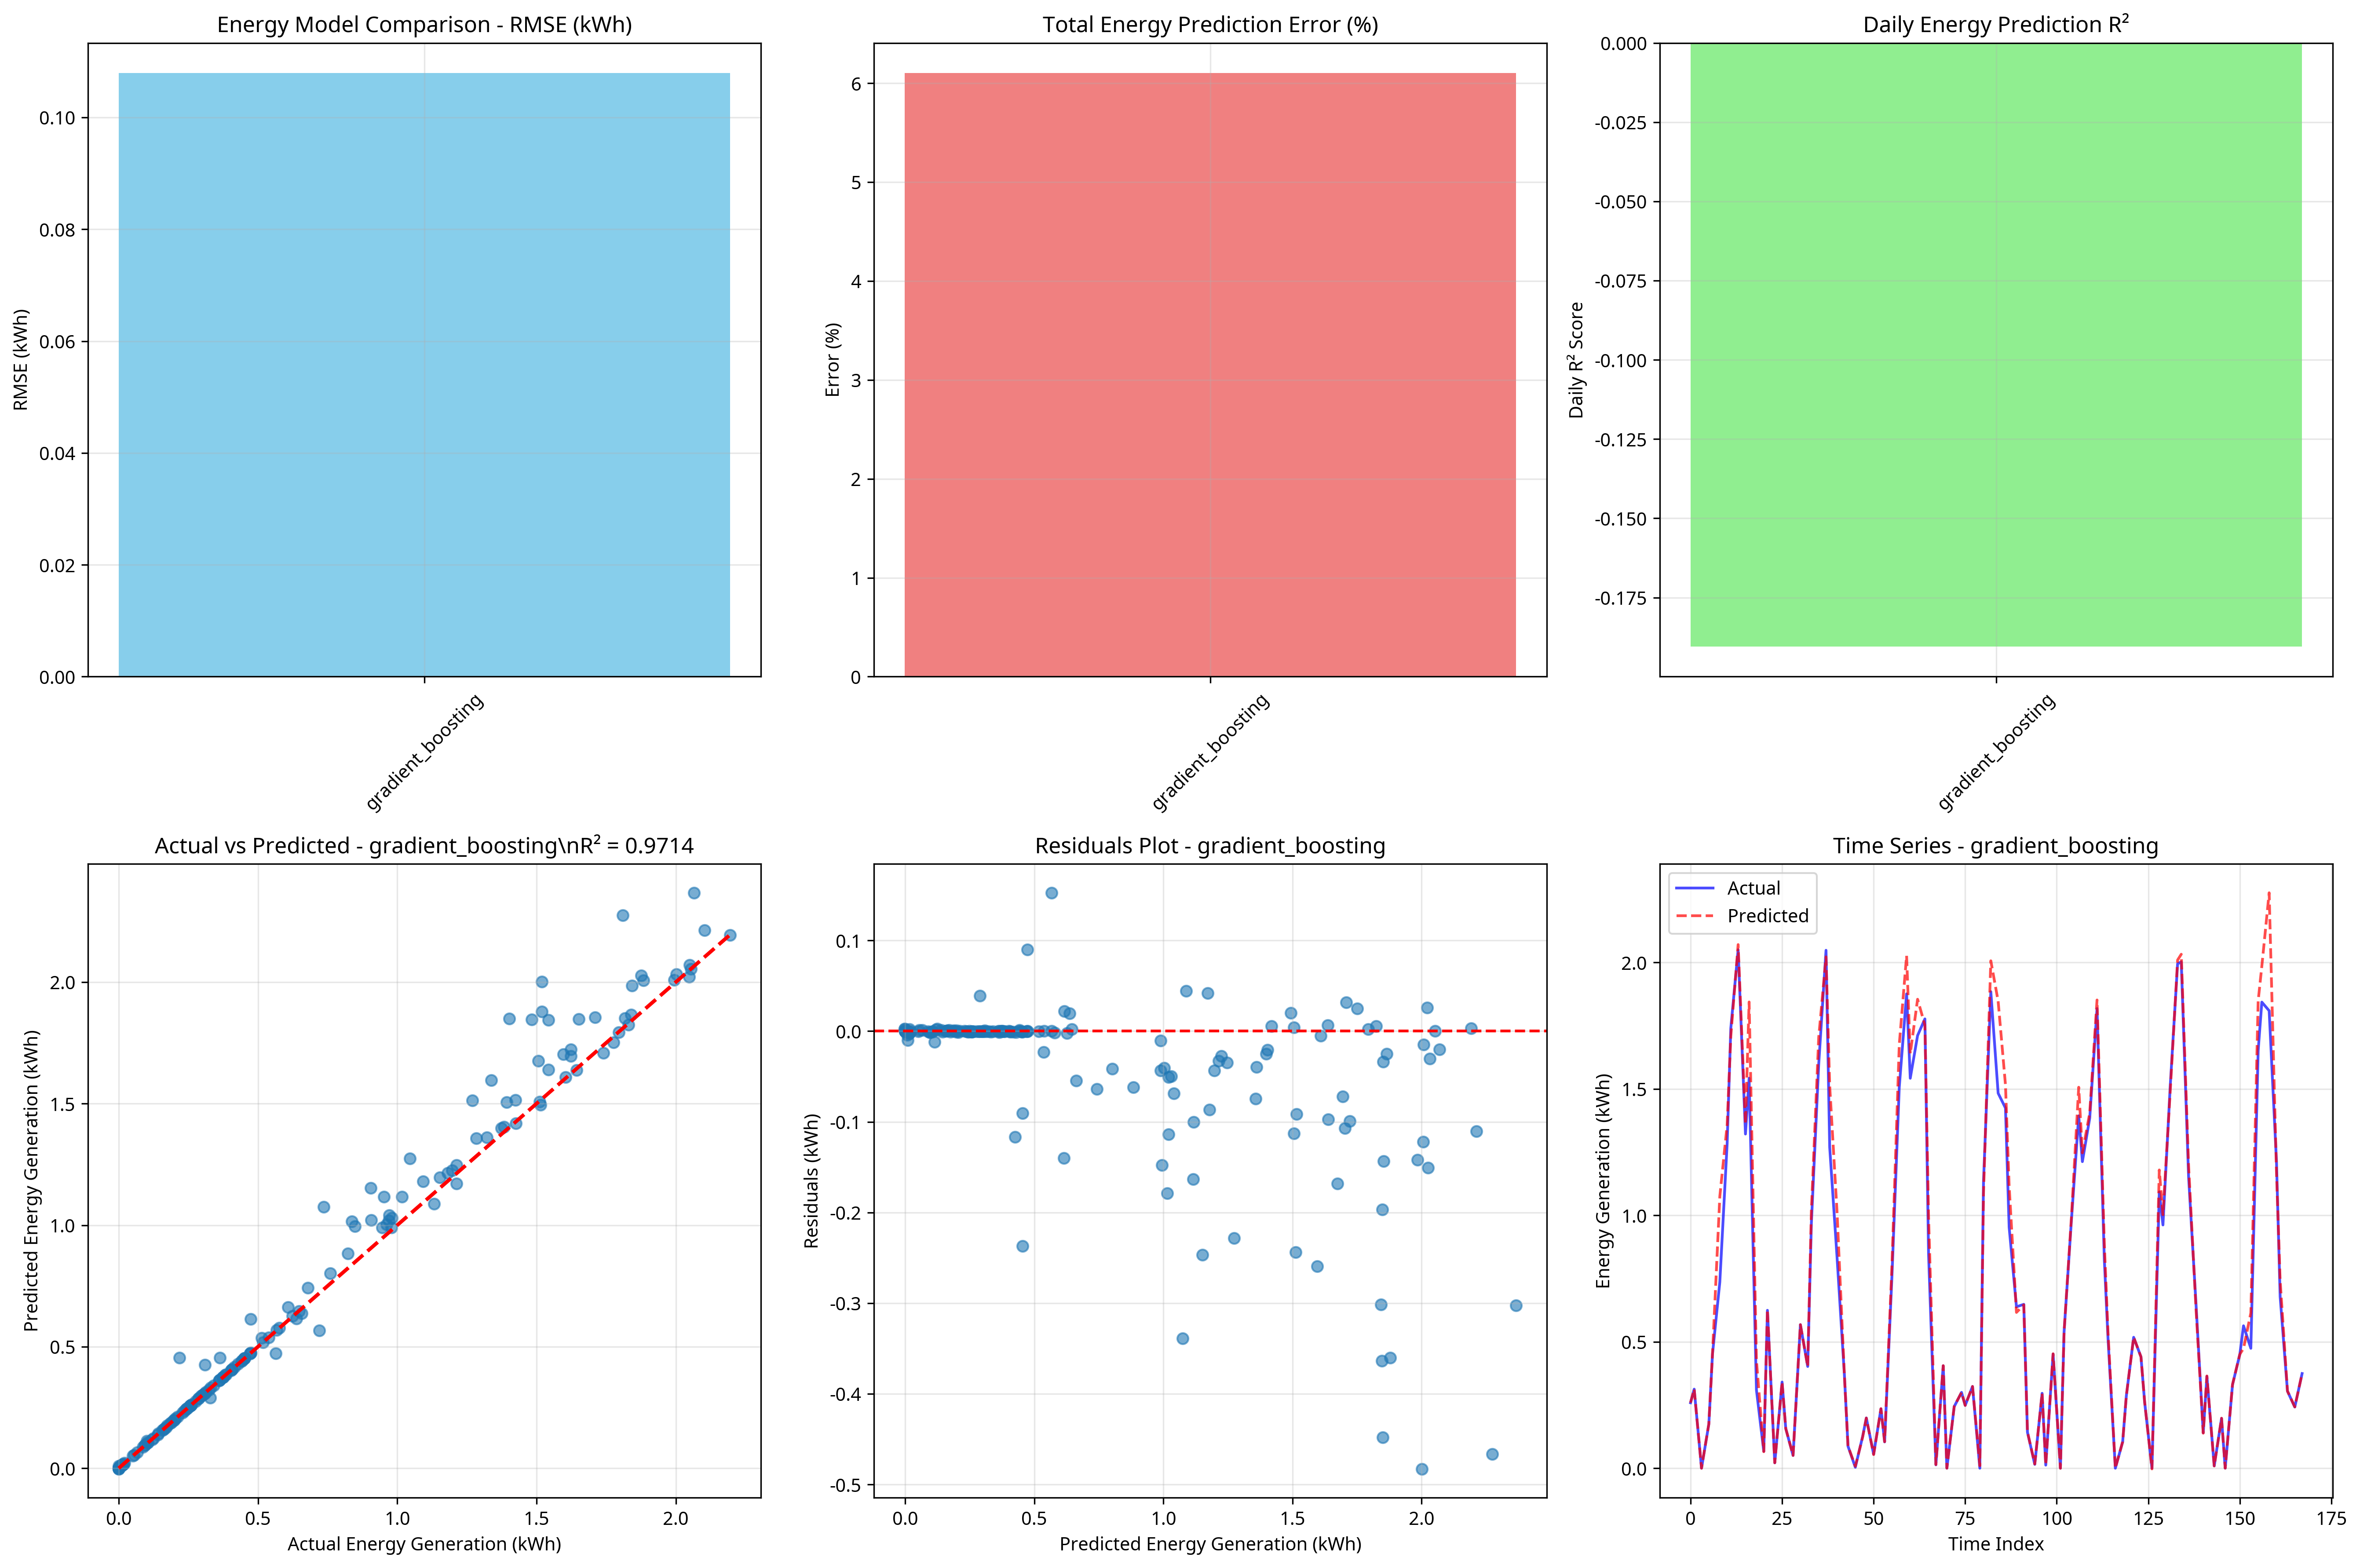 Energy Model Comparison - RMSE (kWh)
RMSE (kWh)
0.10
0.08
0.06
0.04
0.02
0.00
gradient_boosting
Total Energy Prediction Error (%)
Error (%)
6
5
4
3
2
1
0
gradient_boosting
Daily Energy Prediction R²
Daily R² Score
0.000
-0.025
-0.050
-0.075
-0.100
-0.125
-0.150
-0.175
gradient_boosting
Actual vs Predicted - gradient_boosting\nR² = 0.9714
Predicted Energy Generation (kWh)
2.0
1.5
1.0
0.5
0.0
0.0 0.5 1.0 1.5 2.0
Actual Energy Generation (kWh)
Residuals Plot - gradient_boosting
Residuals (kWh)
0.1
0.0
-0.1
-0.2
-0.3
-0.4
-0.5
0.0 0.5 1.0 1.5 2.0
Predicted Energy Generation (kWh)
Time Series - gradient_boosting
Actual
Predicted
Energy Generation (kWh)
2.0
1.5
1.0
0.5
0.0
0 25 50 75 100 125 150 175
Time Index